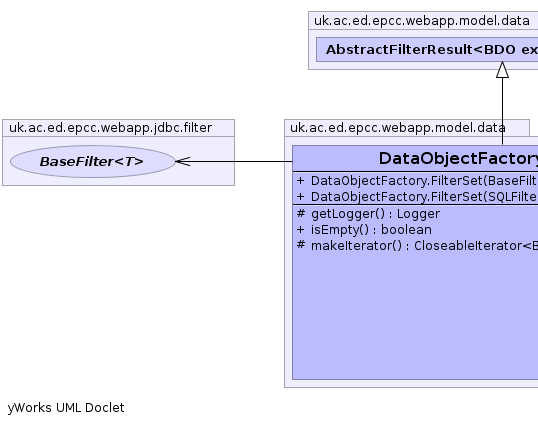 uk.ac.ed.epcc.webapp.model.data
AbstractFilterResult<BDO ex
uk.ac.ed.epcc.webapp.jdbc.filter
BaseFilter<T>
uk.ac.ed.epcc.webapp.model.data
DataObjectFactory
+ DataObjectFactory.FilterSet(BaseFilt
+ DataObjectFactory.FilterSet(SQLFilte
# getLogger() : Logger
+ isEmpty() : boolean
# makeIterator() : CloseableIterator<B
yWorks UML Doclet